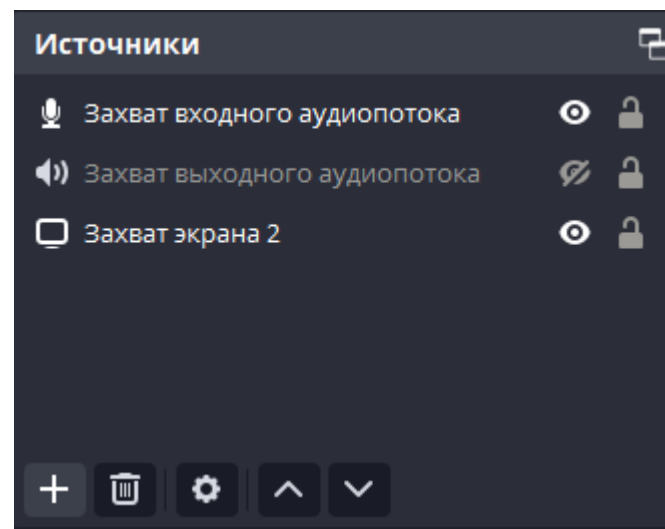 Источники
Захват входного аудиопотока
Захват выходного аудиопотока
Захват экрана 2